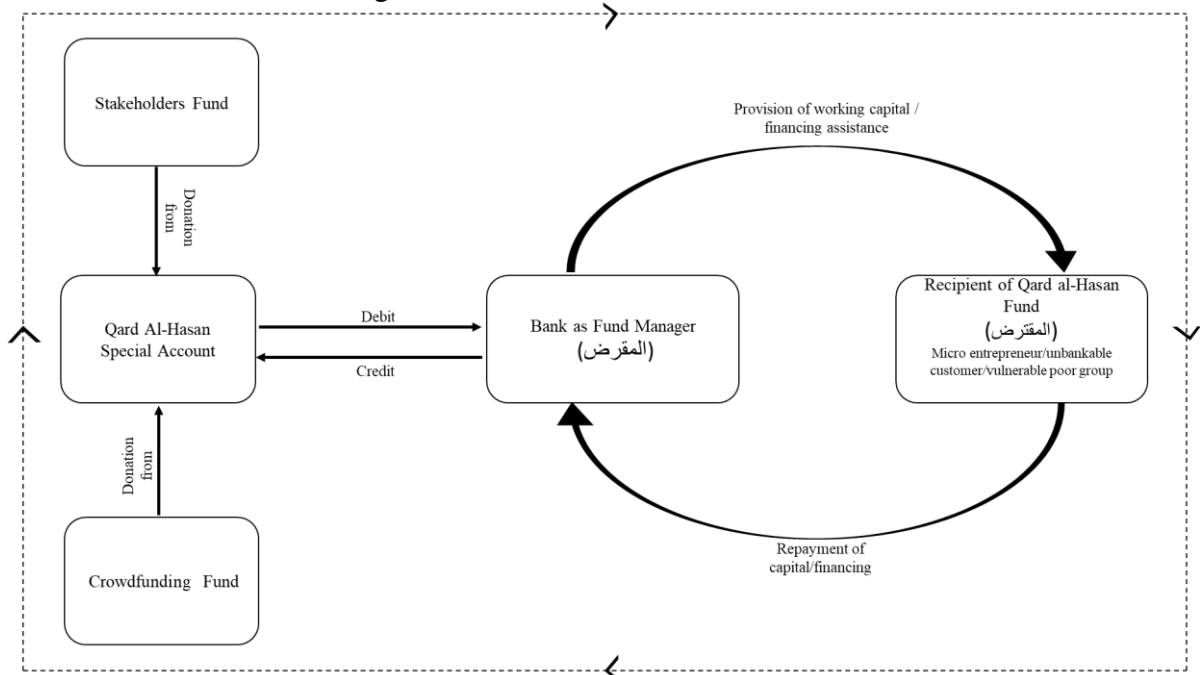 Stakeholders Fund
Donation
from
Provision of working capital /
financing assistance
Qard Al-Hasan
Special Account
Debit
Credit
Bank as Fund Manager
(المقرض)
Recipient of Qard al-Hasan
Fund
(المقترض)
Micro entrepreneur/unbankable
customer/vulnerable poor group
Donation
from
Crowdfunding Fund
Repayment of
capital/financing